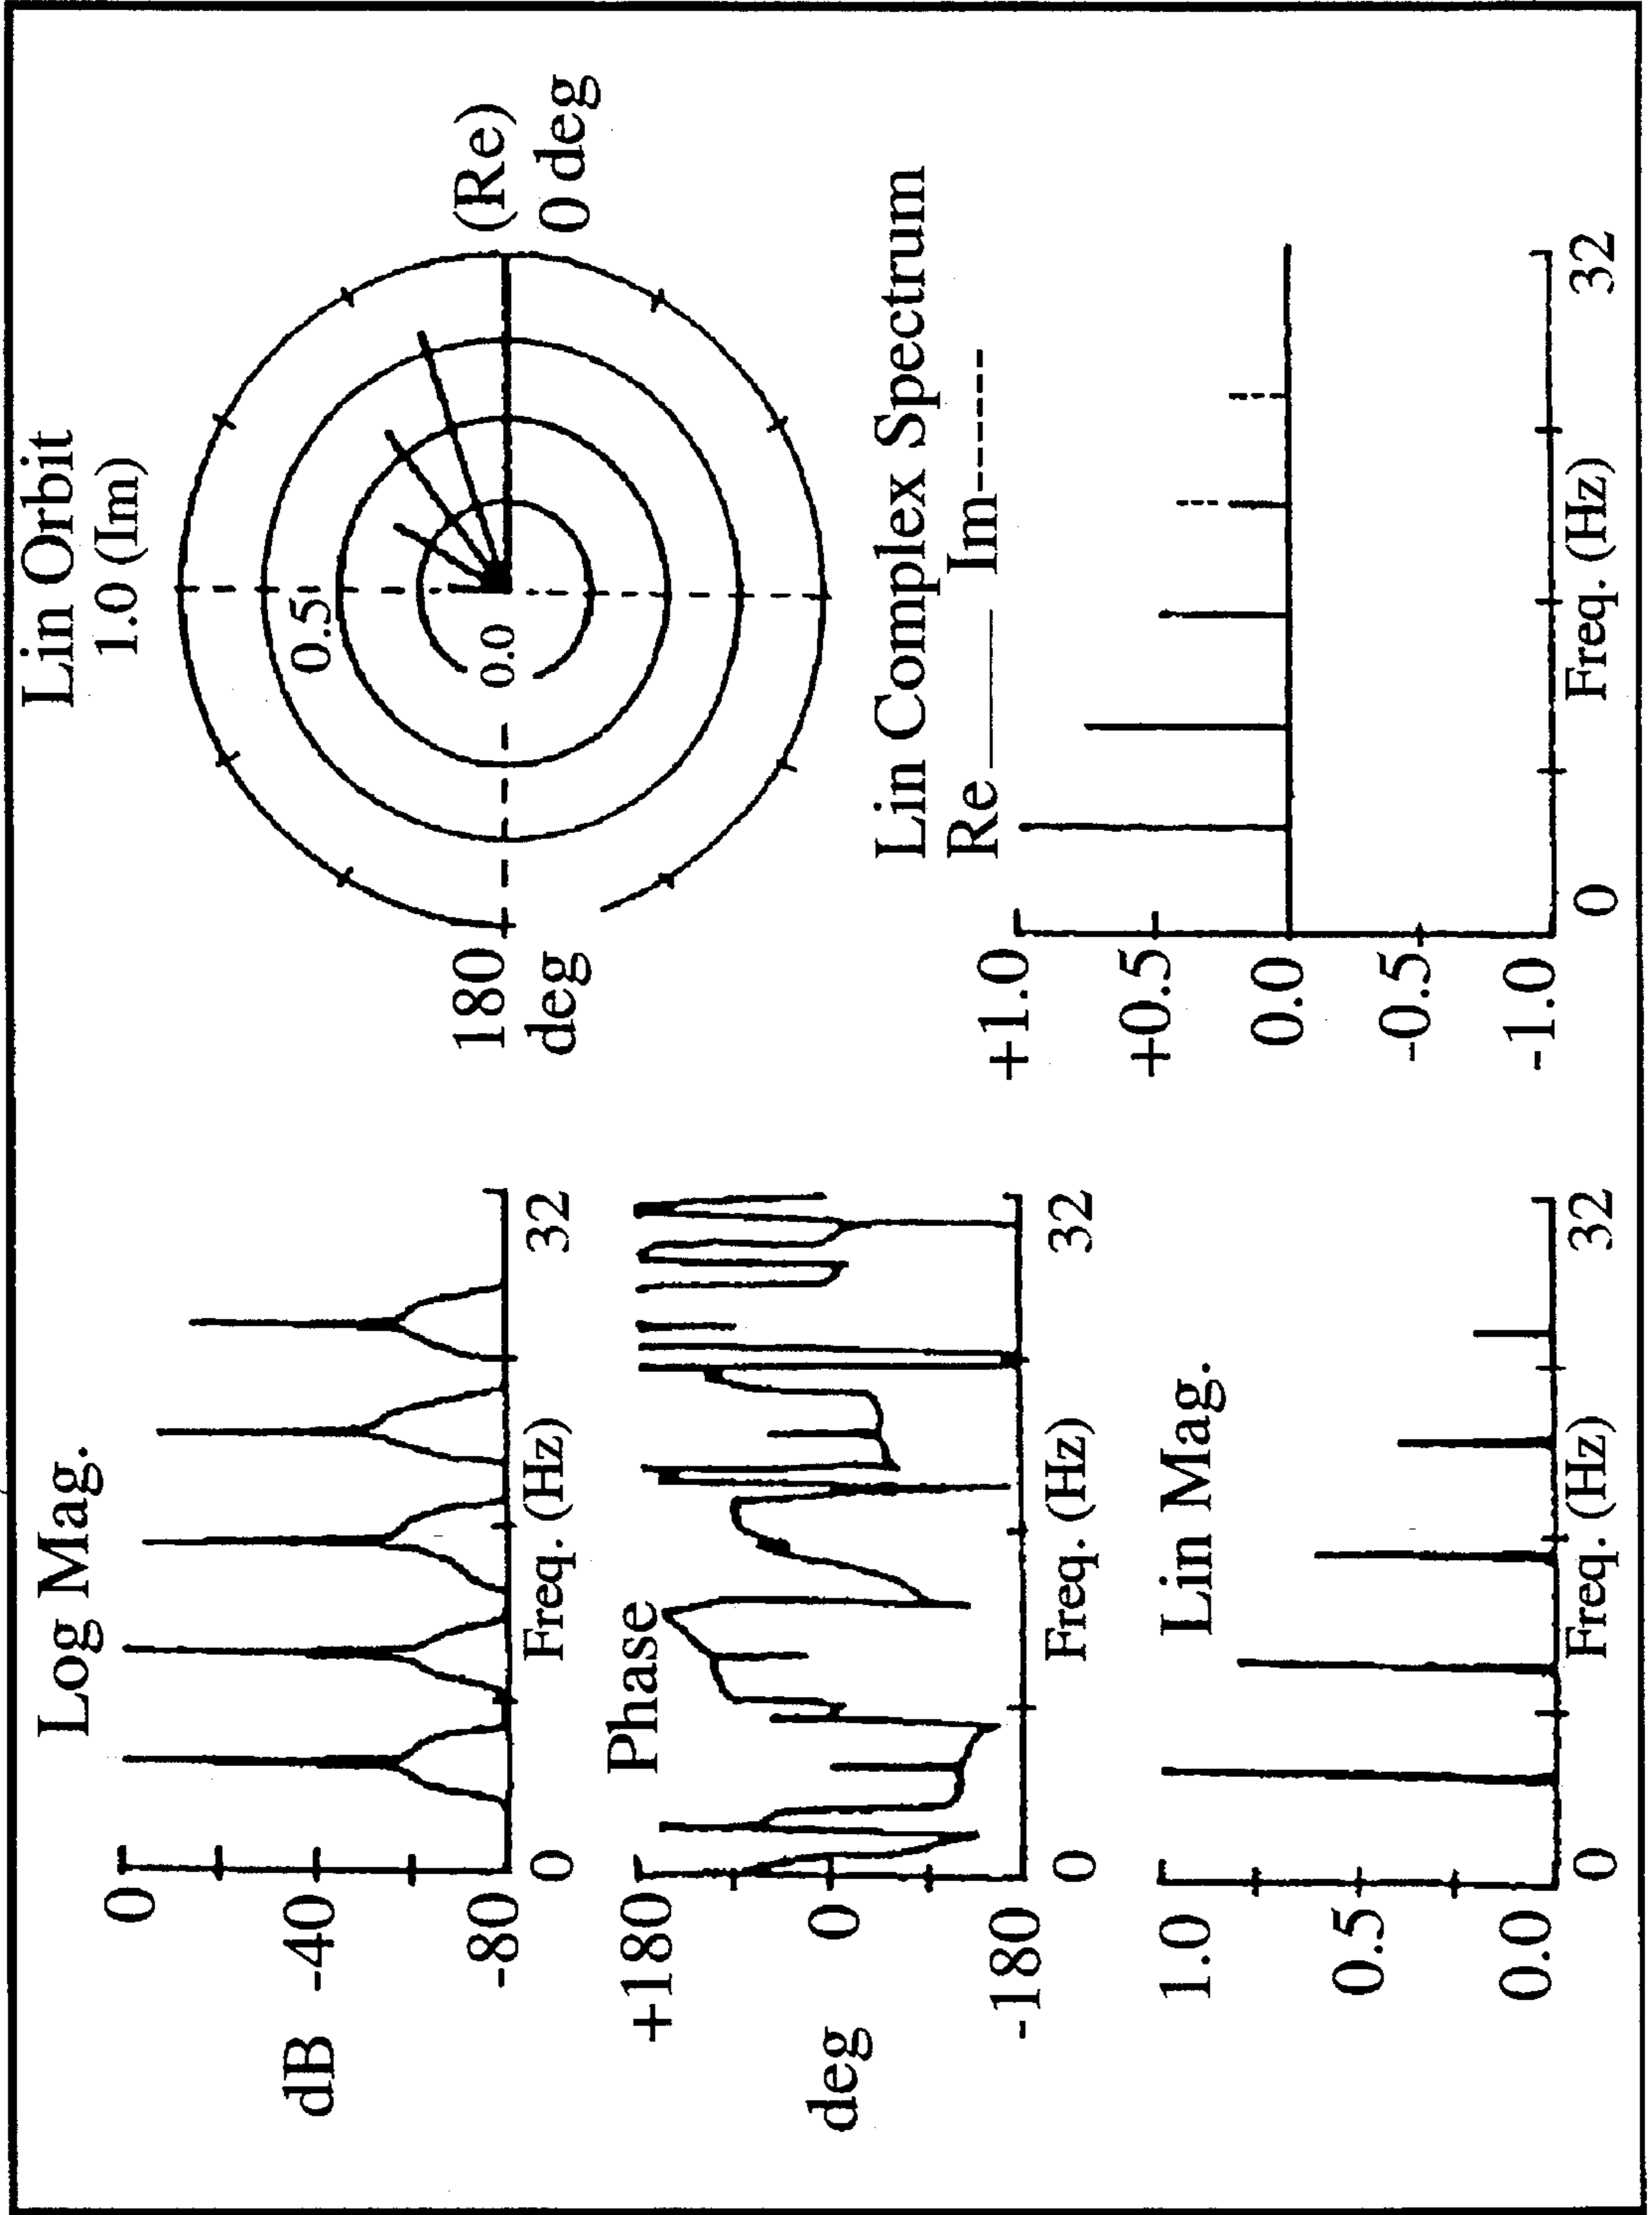 Log Mag.
0
dB -40
-80
0
Freq. (Hz)
32
Phase
+180
deg
0
-180
0
Freq. (Hz)
32
Lin Mag.
1.0
0.5
0.0
0
Freq. (Hz)
32
Lin Orbit
1.0 (Im)
0.5
0.0
180
deg
(Re)
0 deg
Lin Complex Spectrum
Re Im
+1.0
+0.5
0.0
-0.5
-1.0
0
Freq. (Hz)
32